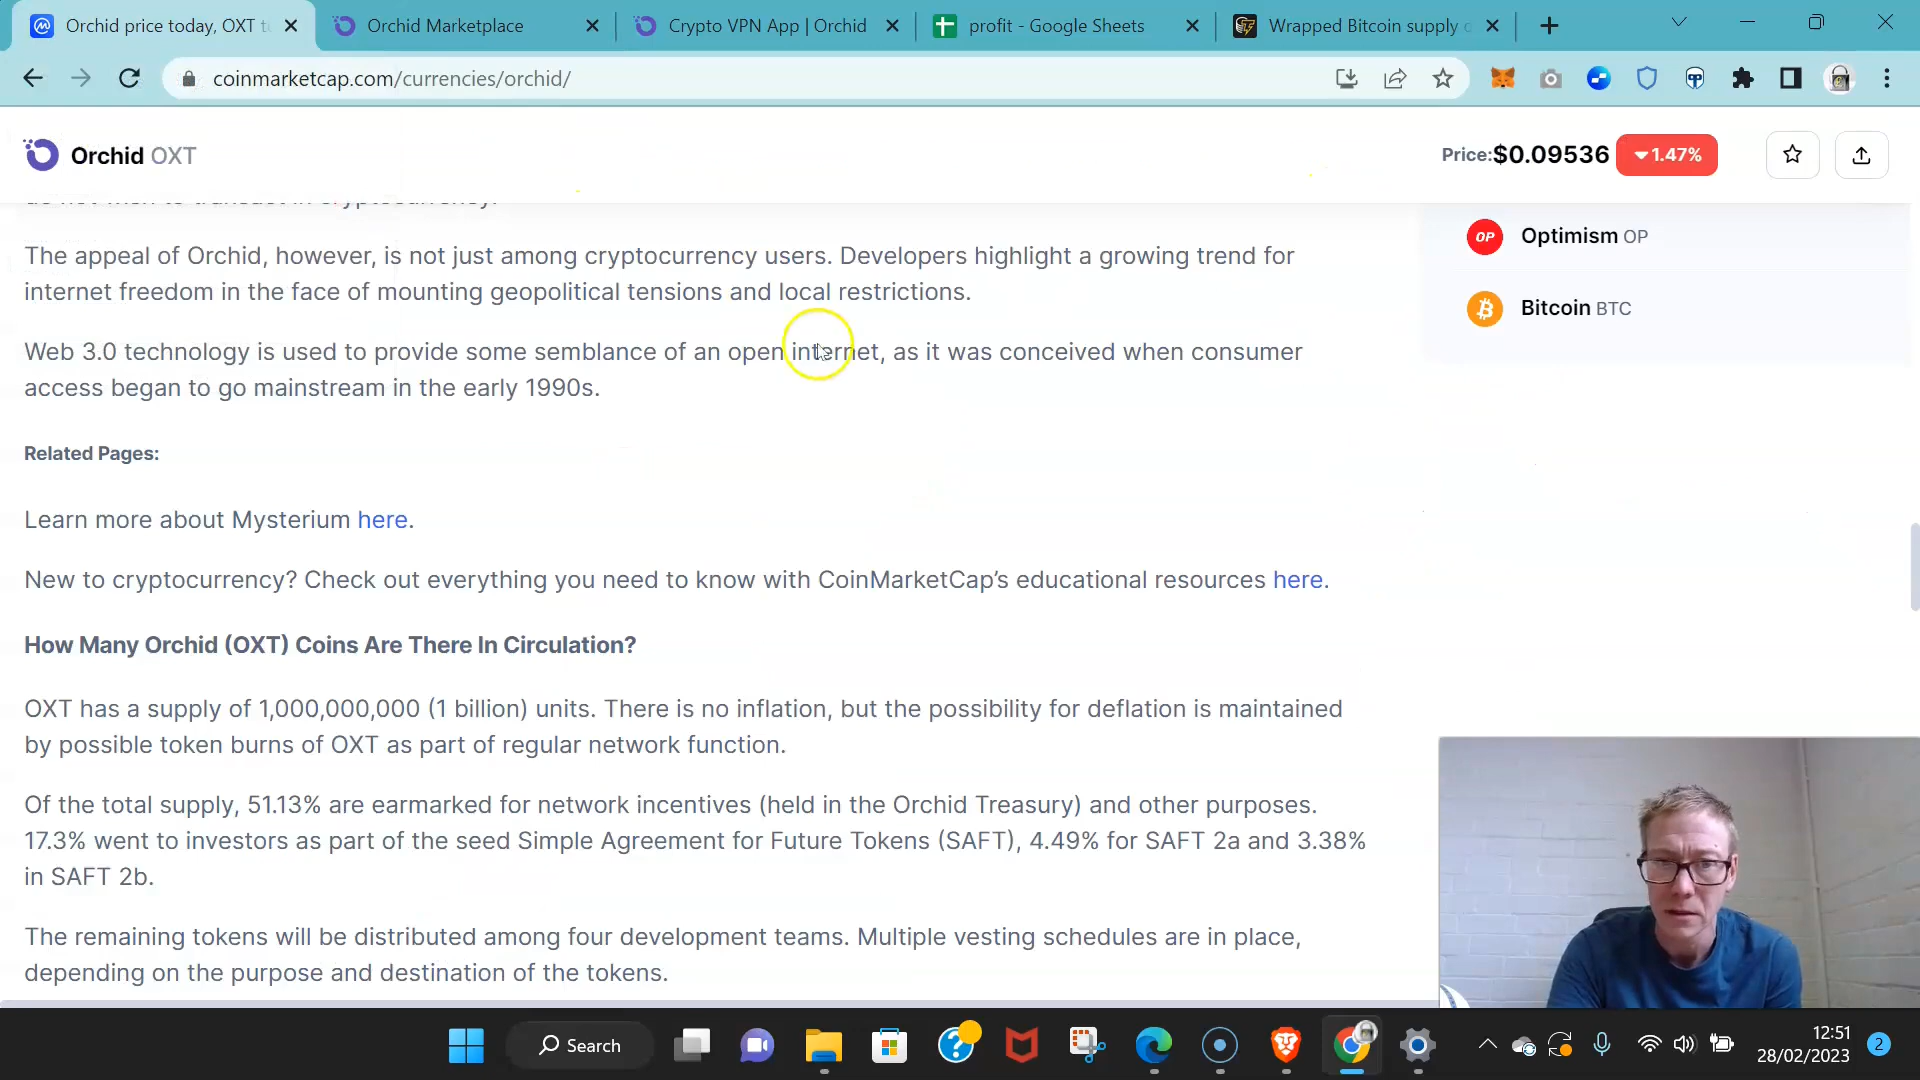 Orchid price today, OXT t
Orchid Marketplace
Crypto VPN App | Orchid
profit - Google Sheets
Wrapped Bitcoin supply o
coinmarketcap.com/currencies/orchid/
Orchid OXT
Price:$0.09536
1.47%
do not wish to transact in cryptocurrency.
The appeal of Orchid, however, is not just among cryptocurrency users. Developers highlight a growing trend for
internet freedom in the face of mounting geopolitical tensions and local restrictions.
Web 3.0 technology is used to provide some semblance of an open internet, as it was conceived when consumer
access began to go mainstream in the early 1990s.
OP
Optimism OP
Bitcoin BTC
Related Pages:
Learn more about Mysterium here.
New to cryptocurrency? Check out everything you need to know with CoinMarketCap’s educational resources here.
How Many Orchid (OXT) Coins Are There In Circulation?
OXT has a supply of 1,000,000,000 (1 billion) units. There is no inflation, but the possibility for deflation is maintained
by possible token burns of OXT as part of regular network function.
Of the total supply, 51.13% are earmarked for network incentives (held in the Orchid Treasury) and other purposes.
17.3% went to investors as part of the seed Simple Agreement for Future Tokens (SAFT), 4.49% for SAFT 2a and 3.38%
in SAFT 2b.
The remaining tokens will be distributed among four development teams. Multiple vesting schedules are in place,
depending on the purpose and destination of the tokens.
Search
12:51
28/02/2023
2